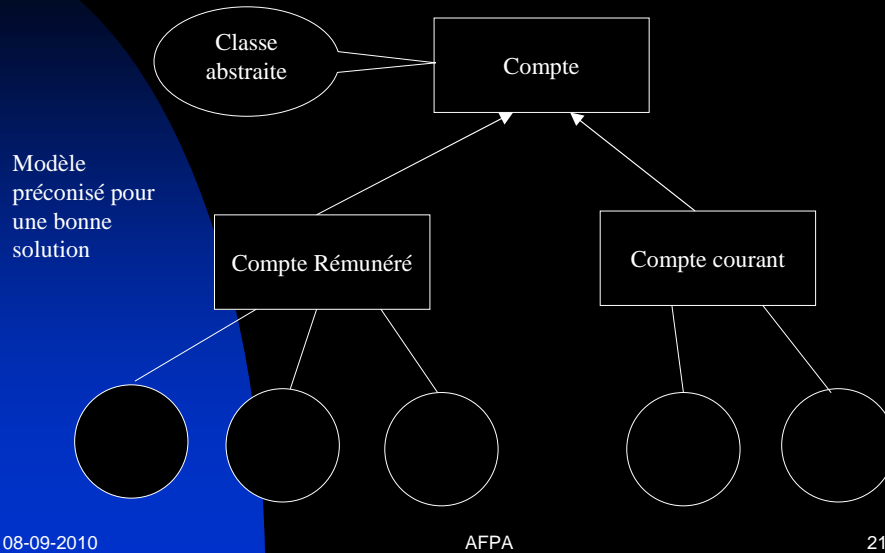 Classe
abstraite
Compte
Modèle
préconisé pour
une bonne
solution
Compte Rémunéré
Compte courant
08-09-2010
AFPA
21